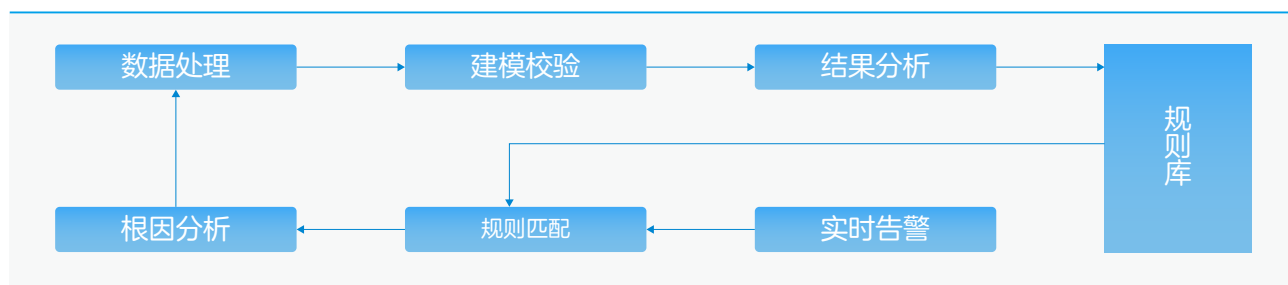 数据处理
建模校验
结果分析
规则库
根因分析
规则匹配
实时告警